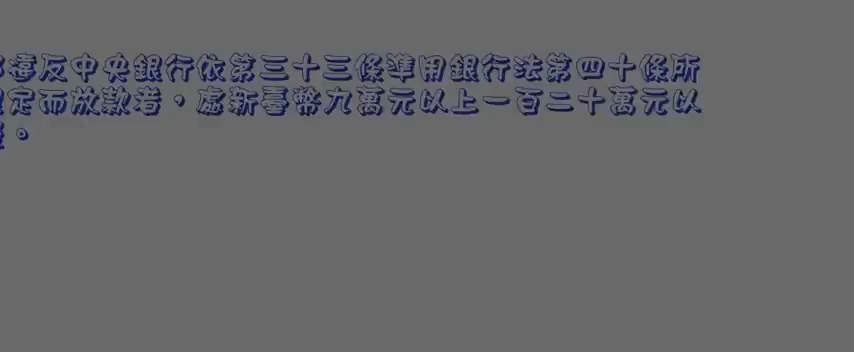 違反中央銀行依第三十三條準用銀行法第四十條所
定而放款者，處新臺幣九萬元以上一百二十萬元以
。